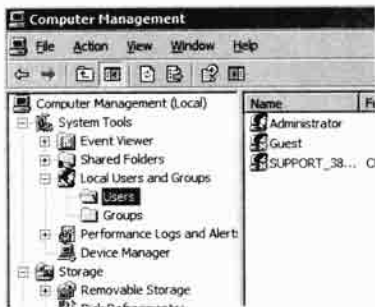 Computer Management
File Action View Window Help
Computer Management (Local)
System Tools
Event Viewer
Shared Folders
Local Users and Groups
Users
Groups
Performance Logs and Alerts
Device Manager
Storage
Removable Storage
Name
Administrator
Guest
SUPPORT_38...